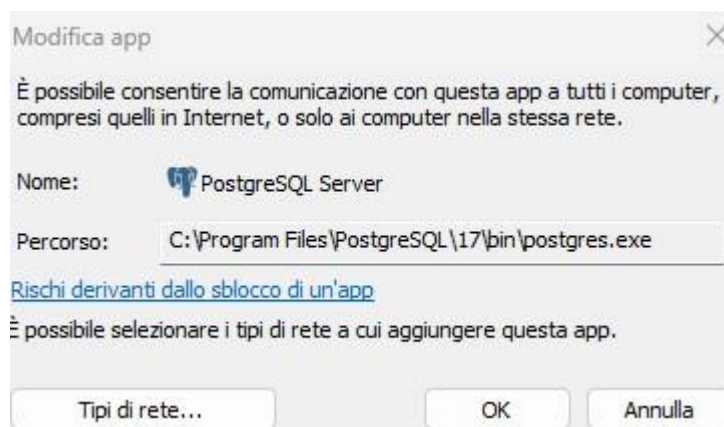 Modifica app
È possibile consentire la comunicazione con questa app a tutti i computer,
compresi quelli in Internet, o solo ai computer nella stessa rete.
Nome: PostgreSQL Server
Percorso: C:\Program Files\PostgreSQL\17\bin\postgres.exe
Rischi derivanti dallo sblocco di un'app
È possibile selezionare i tipi di rete a cui aggiungere questa app.
Tipi di rete... OK Annulla